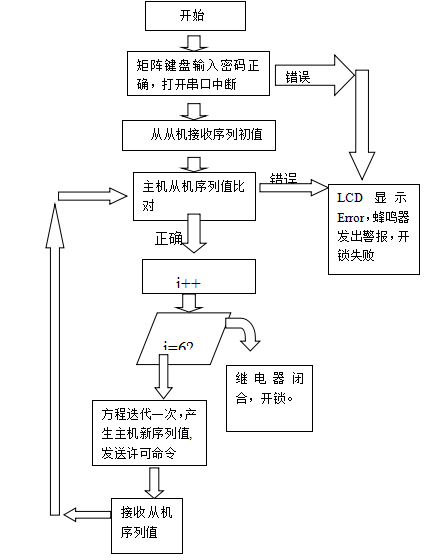 开始
矩阵键盘输入密码正
确，打开串口中断
错误
从从机接收序列初值
主机从机序列值比
对
错误
LCD 显示
Error，蜂鸣器
发出警报，开
锁失败
正确
i++
继电器闭
合，开锁。
方程迭代一次，产
生主机新序列值，
发送许可命令
接收从机
序列值